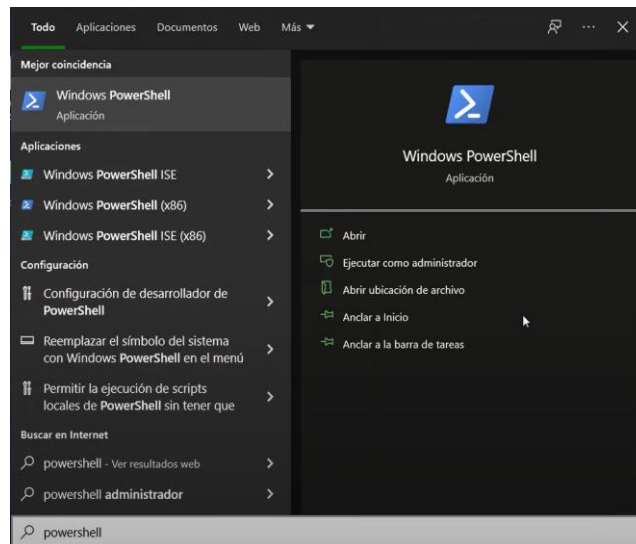 Todo Aplicaciones Documentos Web Más
Mejor coincidencia
Windows PowerShell
Aplicación
Aplicaciones
Windows PowerShell ISE
Windows PowerShell (x86)
Windows PowerShell ISE (x86)
Configuración
Configuración de desarrollador de
PowerShell
Reemplazar el símbolo del sistema
con Windows PowerShell en el menú
Permitir la ejecución de scripts
locales de PowerShell sin tener que
Buscar en Internet
powershell - Ver resultados web
powershell administrador
powershell
Windows PowerShell
Aplicación
Abrir
Ejecutar como administrador
Abrir ubicación de archivo
Anclar a Inicio
Anclar a la barra de tareas